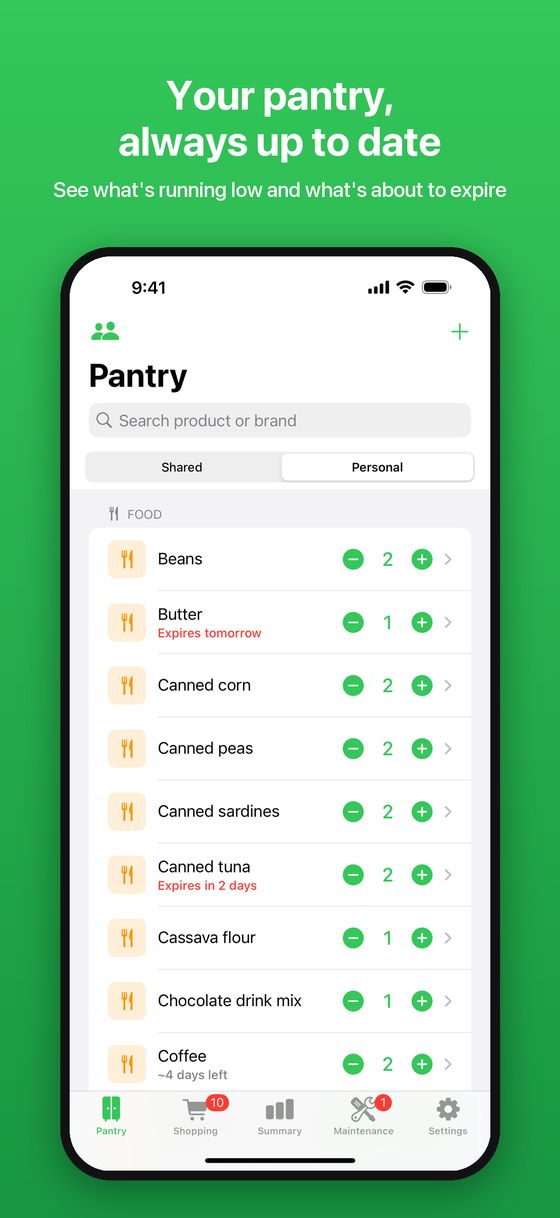 Your pantry,
always up to date
See what's running low and what's about to expire
9:41
Pantry
Search product or brand
Shared
Personal
FOOD
Beans
2
Butter
Expires tomorrow
1
Canned corn
2
Canned peas
2
Canned sardines
2
Canned tuna
Expires in 2 days
2
Cassava flour
1
Chocolate drink mix
1
Coffee
~4 days left
2
10
1
Pantry
Shopping
Summary
Maintenance
Settings